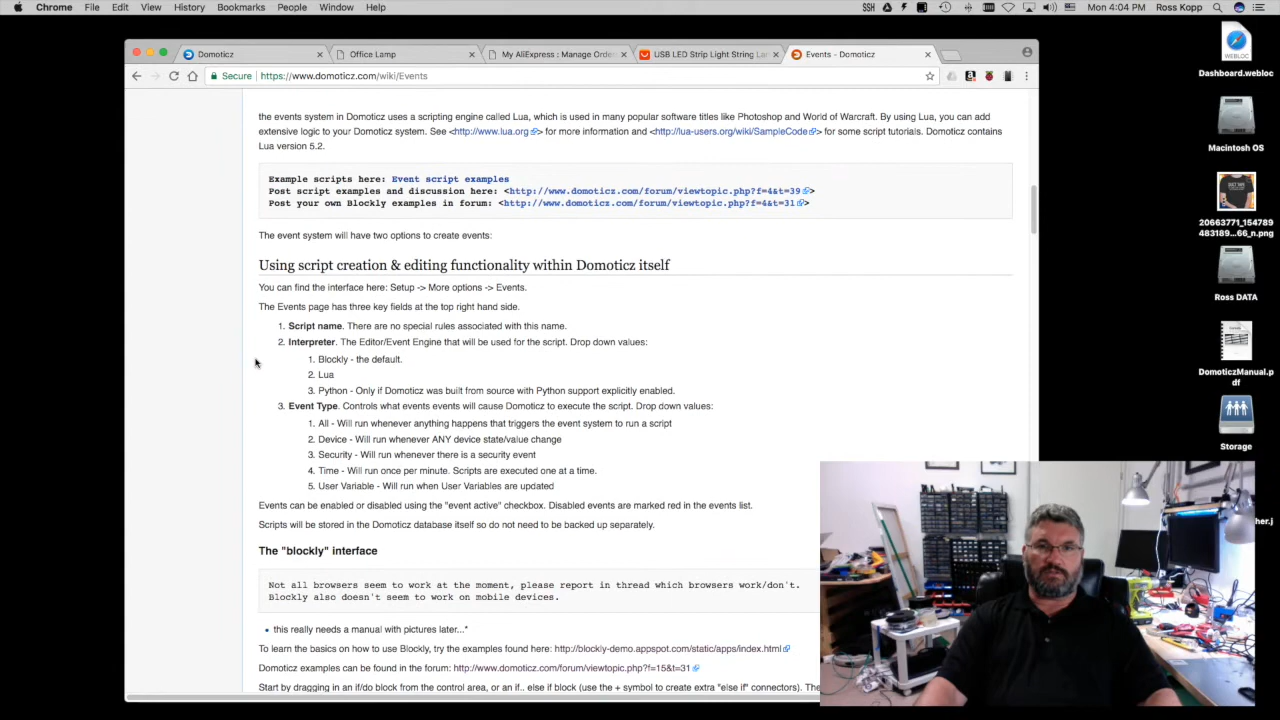 Chrome File Edit View History Bookmarks People Window Help
Mon 4:04 PM Ross Kopp
Domoticz
Office Lamp
My AliExpress : Manage Order
USB LED Strip Light String La
Events - Domoticz
Secure https://www.domoticz.com/wiki/Events
the events system in Domoticz uses a scripting engine called Lua, which is used in many popular software titles like Photoshop and World of Warcraft. By using Lua, you can add
extensive logic to your Domoticz system. See <http://www.lua.org> for more information and <http://lua-users.org/wiki/SampleCode> for some script tutorials. Domoticz contains
Lua version 5.2.
Example scripts here: Event script examples
Post script examples and discussion here: <http://www.domoticz.com/forum/viewtopic.php?f=4&t=39>
Post your own Blockly examples in forum: <http://www.domoticz.com/forum/viewtopic.php?f=4&t=31>
The event system will have two options to create events:
Using script creation & editing functionality within Domoticz itself
You can find the interface here: Setup -> More options -> Events.
The Events page has three key fields at the top right hand side.
1. Script name. There are no special rules associated with this name.
2. Interpreter. The Editor/Event Engine that will be used for the script. Drop down values:
1. Blockly - the default.
2. Lua
3. Python - Only if Domoticz was built from source with Python support explicitly enabled.
3. Event Type. Controls what events events will cause Domoticz to execute the script. Drop down values:
1. All - Will run whenever anything happens that triggers the event system to run a script
2. Device - Will run whenever ANY device state/value change
3. Security - Will run whenever there is a security event
4. Time - Will run once per minute. Scripts are executed one at a time.
5. User Variable - Will run when User Variables are updated
Events can be enabled or disabled using the "event active" checkbox. Disabled events are marked red in the events list.
Scripts will be stored in the Domoticz database itself so do not need to be backed up separately.
The "blockly" interface
Not all browsers seem to work at the moment, please report in thread which browsers work/don't.
Blockly also doesn't seem to work on mobile devices.
• this really needs a manual with pictures later..."
To learn the basics on how to use Blockly, try the examples found here: http://blockly-demo.appspot.com/static/apps/index.html
Domoticz examples can be found in the forum: http://www.domoticz.com/forum/viewtopic.php?f=15&t=31
Start by dragging in an if/do block from the control area, or an if.. else if block (use the + symbol to create extra "else if" connectors). The
WEBLOC
Dashboard.webloc
Macintosh OS
20663771_154789
483189...66_n.png
Ross DATA
DomoticzManual.p
df
Storage
her.j